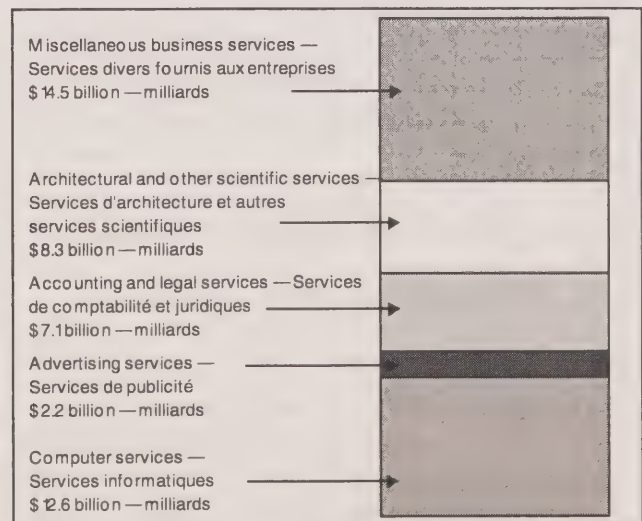 Miscellaneous business services —
Services divers fournis aux entreprises
$14.5 billion — milliards
Architectural and other scientific services —
Services d'architecture et autres
services scientifiques
$8.3 billion — milliards
Accounting and legal services — Services
de comptabilité et juridiques
$7.1 billion — milliards
Advertising services —
Services de publicité
$2.2 billion — milliards
Computer services —
Services informatiques
$12.6 billion — milliards